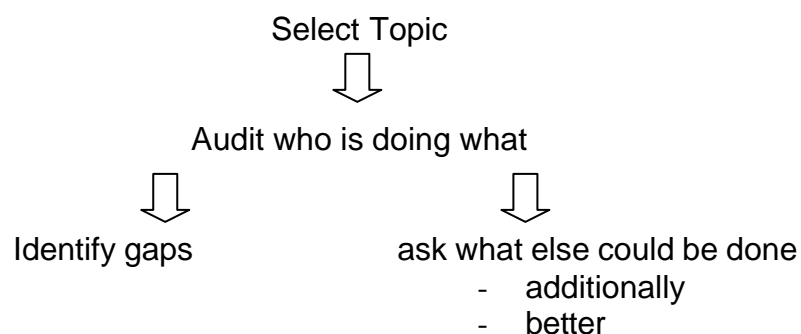 Select Topic
Audit who is doing what
Identify gaps
ask what else could be done
- additionally
- better